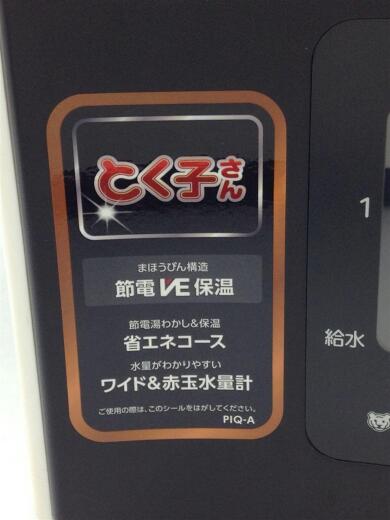 とく子さん
まほうびん構造
節電VE保温
節電湯わかし&保温
省エネコース
水量がわかりやすい
ワイド&赤玉水量計
ご使用の際は、このシールをはがしてください。
PIQ-A
1
給水